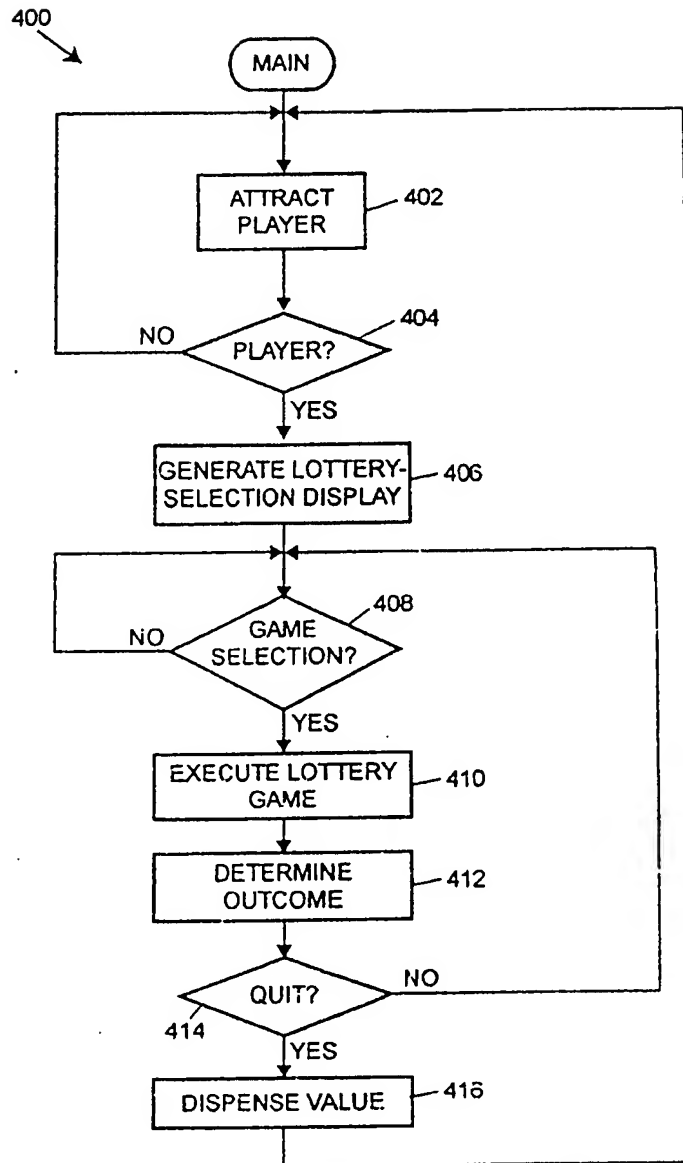 400
MAIN
ATTRACT
PLAYER
402
404
NO
PLAYER?
YES
GENERATE LOTTERY-
SELECTION DISPLAY
406
408
NO
GAME
SELECTION?
YES
EXECUTE LOTTERY
GAME
410
DETERMINE
OUTCOME
412
NO
QUIT?
414
YES
DISPENSE VALUE
416